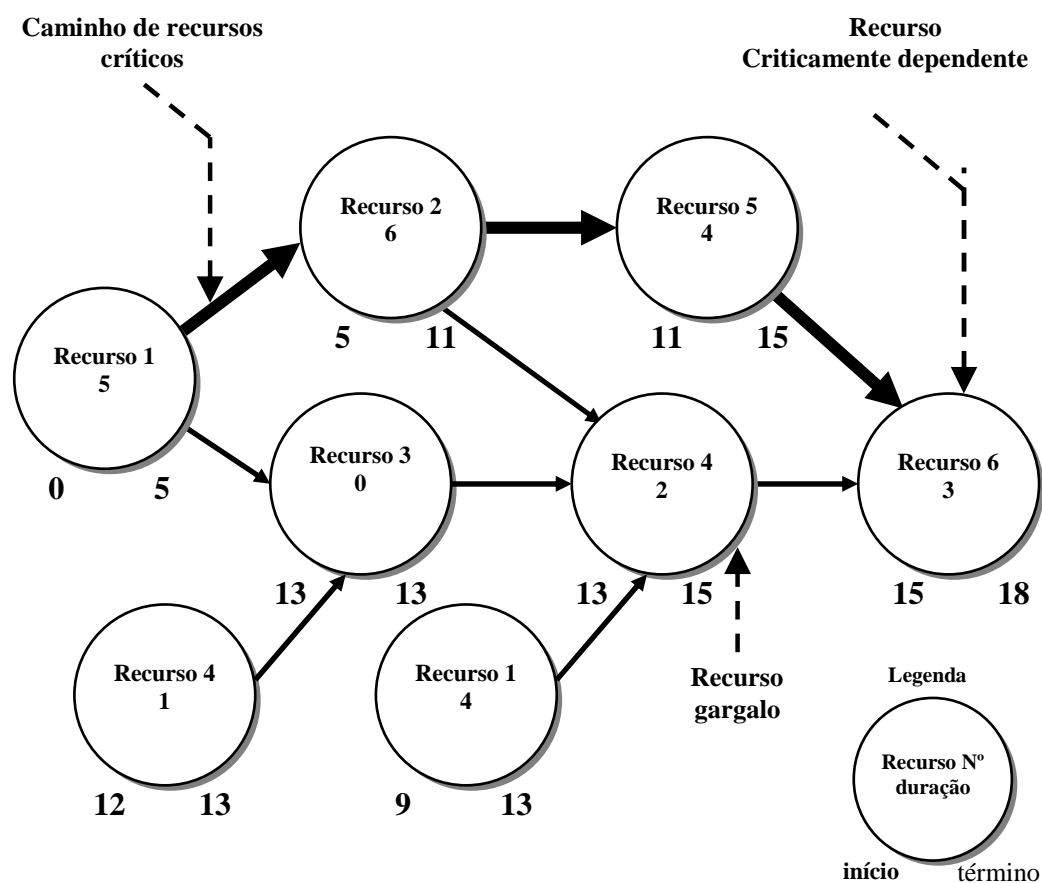 Caminho de recursos
críticos
Recurso
Criticamente dependente
Recurso 2
6
5 11
Recurso 5
4
11 15
Recurso 1
5
0 5
Recurso 3
0
13 13
Recurso 4
2
13 15
Recurso 6
3
15 18
Recurso 4
1
12 13
Recurso 1
4
9 13
Recurso
gargalo
Legenda
Recurso Nº
duração
início término